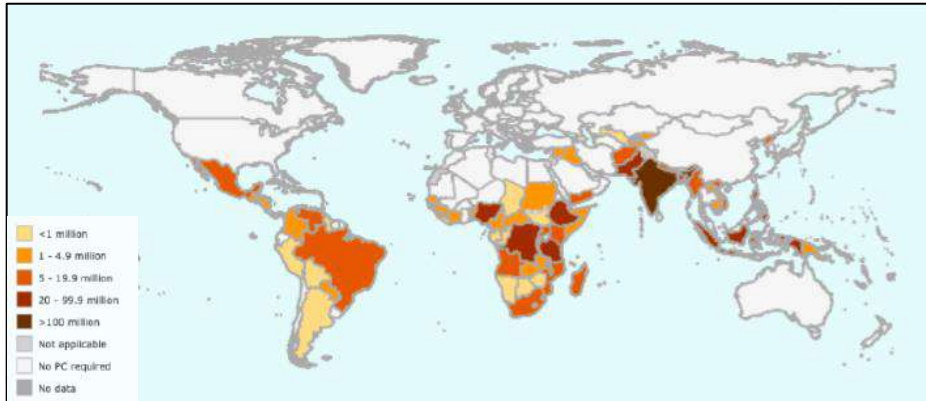 <1 million
1 - 4.9 million
5 - 19.9 million
20 - 99.9 million
>100 million
Not applicable
No PC required
No data